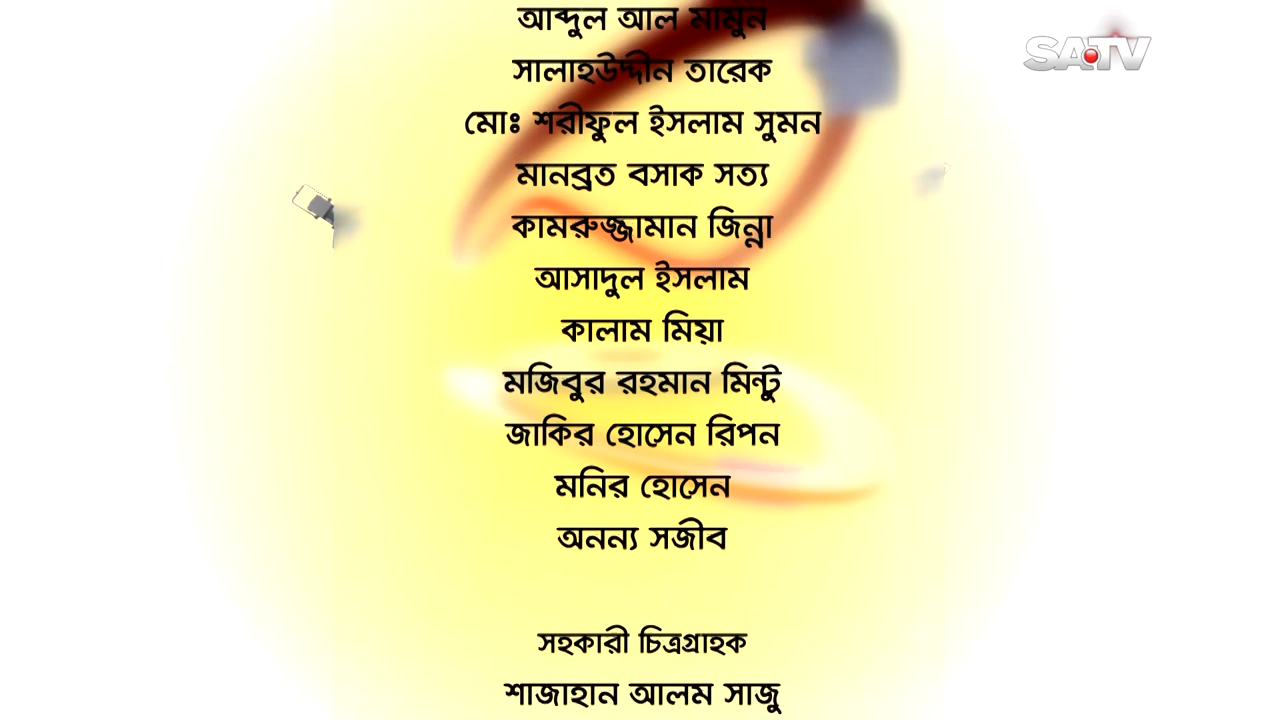 আব্দুল আল মামুন
SATV
সালাহউদ্দীন তারেক
মোঃ শরীফুল ইসলাম সুমন
মানব্রত বসাক সত্য
কামরুজ্জামান জিন্না
আসাদুল ইসলাম
কালাম মিয়া
মজিবুর রহমান মিন্টু
জাকির হোসেন রিপন
মনির হোসেন
অনন্য সজীব
সহকারী চিত্রগ্রাহক
শাজাহান আলম সাজু